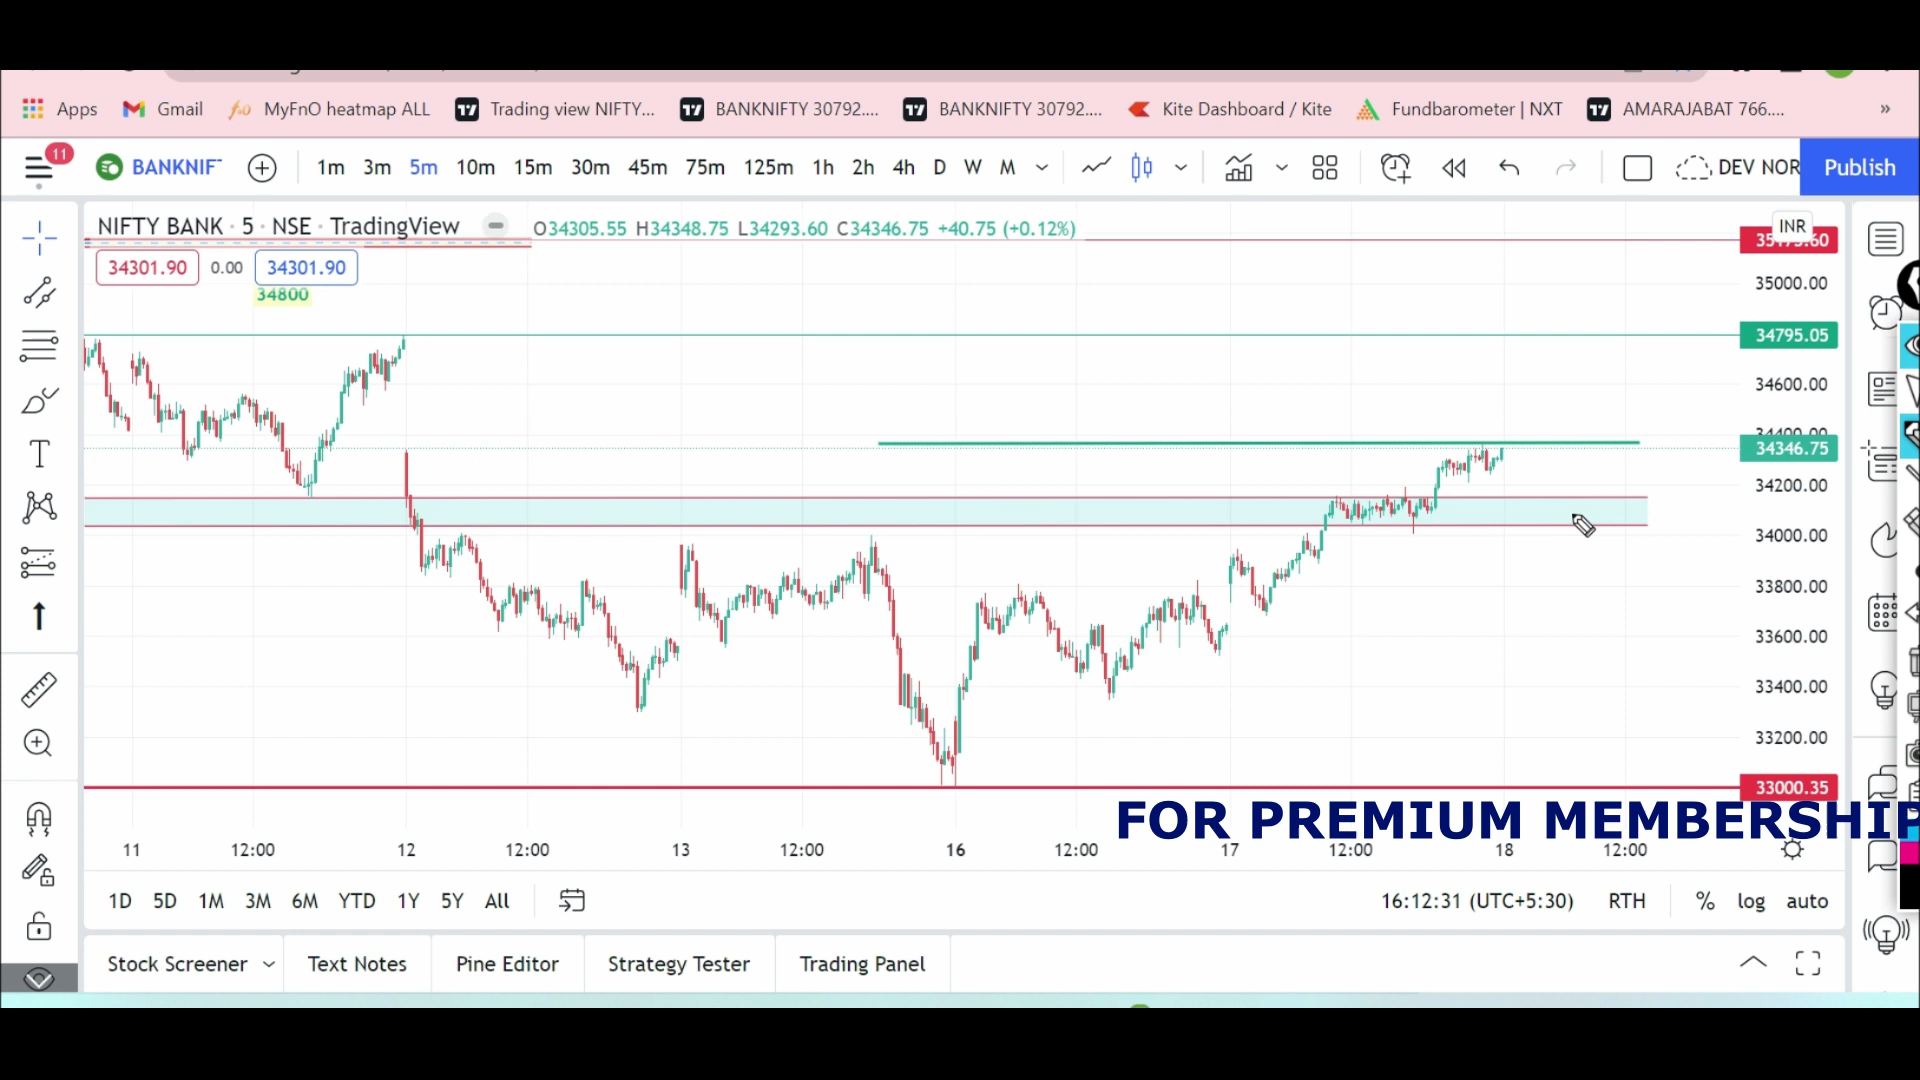 Apps Gmail MyFnO heatmap ALL Trading view NIFTY... BANKNIFTY 30792.... BANKNIFTY 30792.... Kite Dashboard / Kite Fundbarometer | NXT AMARAJABAT 766.... »
11 BANKNIF 1m 3m 5m 10m 15m 30m 45m 75m 125m 1h 2h 4h D W M DEV NOR Publish
NIFTY BANK · 5 · NSE · TradingView O34305.55 H34348.75 L34293.60 C34346.75 +40.75 (+0.12%)
INR
34301.90 0.00 34301.90
34800
35000.00
34795.05
34600.00
34400.00
34346.75
34200.00
34000.00
33800.00
33600.00
33400.00
33200.00
33000.35
FOR PREMIUM MEMBERSHIP
11 12:00 12 12:00 13 12:00 16 12:00 17 12:00 18 12:00
1D 5D 1M 3M 6M YTD 1Y 5Y All 16:12:31 (UTC+5:30) RTH % log auto
Stock Screener Text Notes Pine Editor Strategy Tester Trading Panel